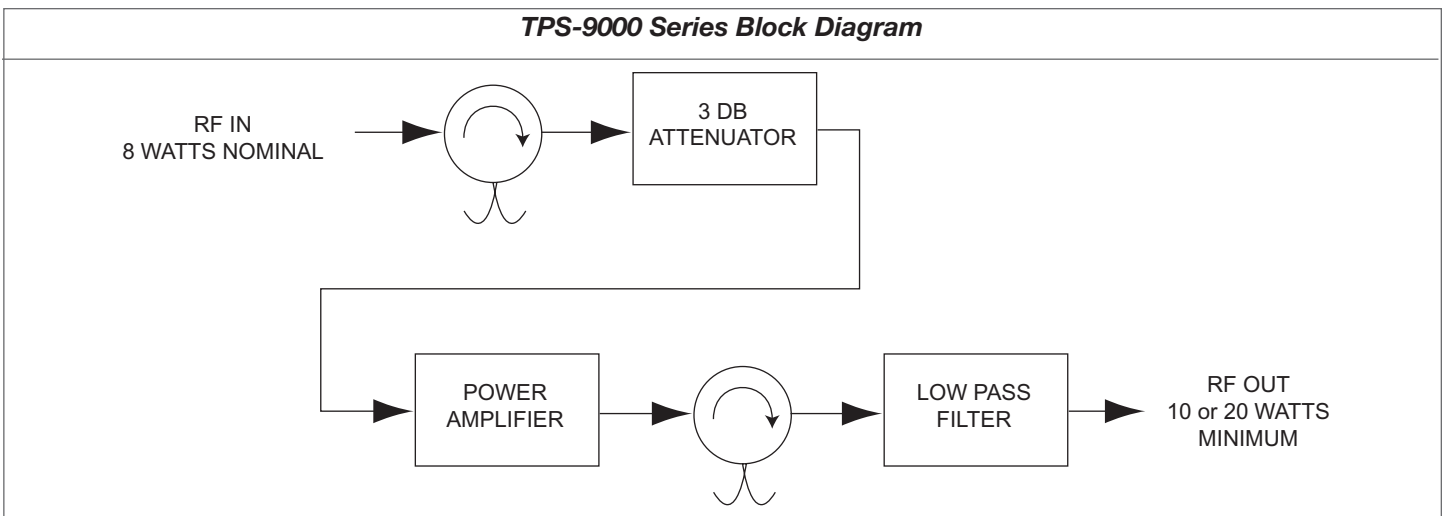 TPS-9000 Series Block Diagram
RF IN
8 WATTS NOMINAL
3 DB
ATTENUATOR
POWER
AMPLIFIER
LOW PASS
FILTER
RF OUT
10 or 20 WATTS
MINIMUM